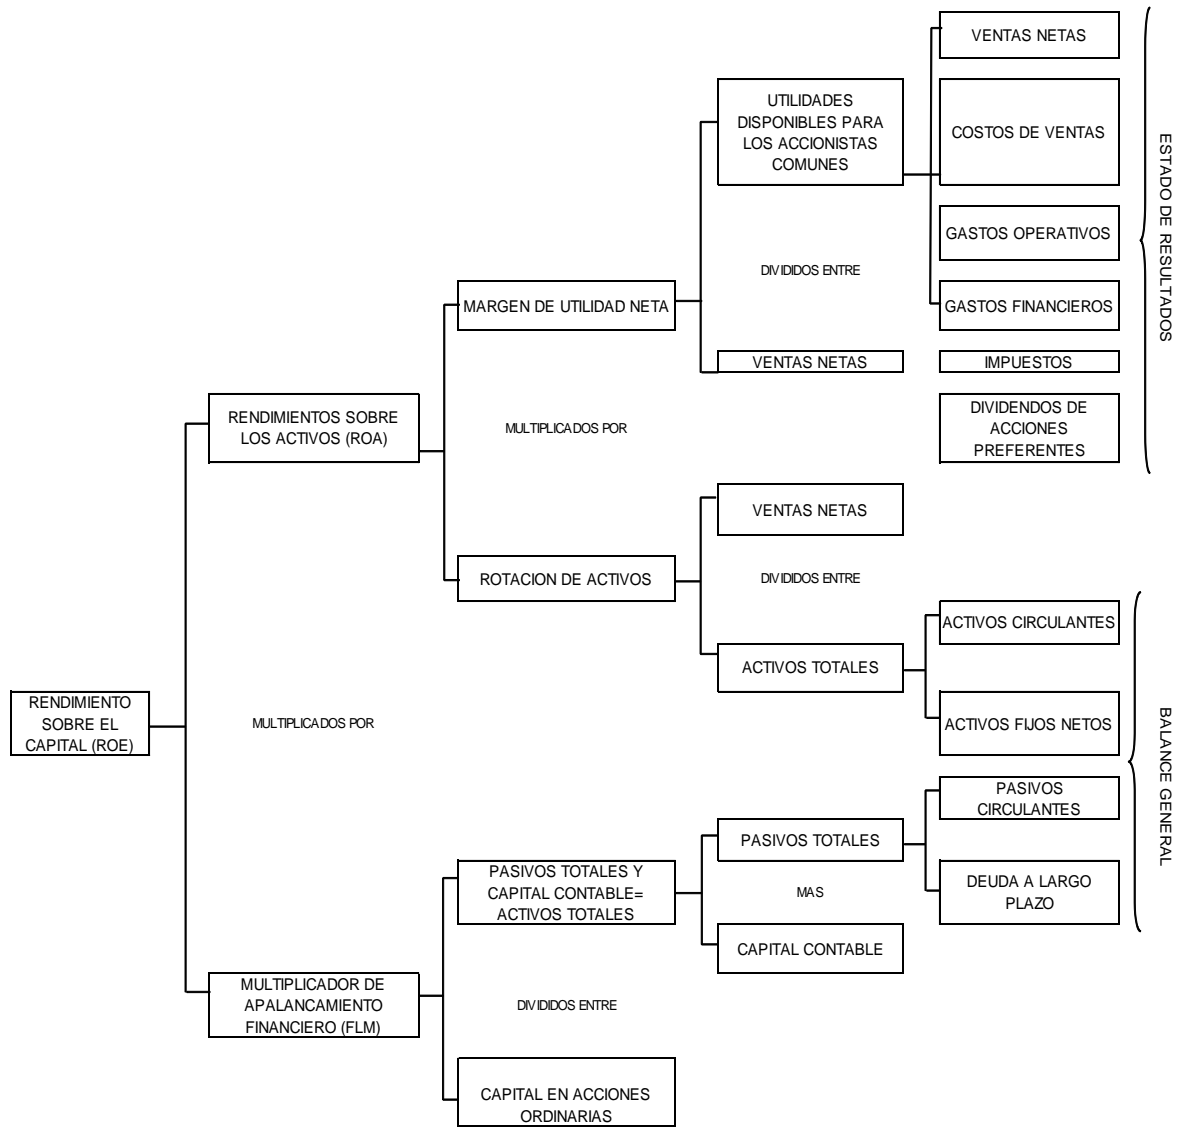 VENTAS NETAS
UTILIDADES
DISPONIBLES PARA
LOS ACCIONISTAS
COMUNES
COSTOS DE VENTAS
GASTOS OPERATIVOS
DIVIDIDOS ENTRE
MARGEN DE UTILIDAD NETA
GASTOS FINANCIEROS
VENTAS NETAS
IMPUESTOS
ESTADO DE RESULTADOS
RENDIMIENTOS SOBRE
LOS ACTIVOS (ROA)
MULTIPLICADOS POR
DIVIDENDOS DE
ACCIONES
PREFERENTES
VENTAS NETAS
ROTACION DE ACTIVOS
DIVIDIDOS ENTRE
ACTIVOS CIRCULANTES
ACTIVOS TOTALES
RENDIMIENTO
SOBRE EL
CAPITAL (ROE)
MULTIPLICADOS POR
ACTIVOS FIJOS NETOS
BALANCE GENERAL
PASIVOS
CIRCULANTES
PASIVOS TOTALES
PASIVOS TOTALES Y
CAPITAL CONTABLE=
ACTIVOS TOTALES
MAS
DEUDA A LARGO
PLAZO
CAPITAL CONTABLE
MULTIPLICADOR DE
APALANCAMIENTO
FINANCIERO (FLM)
DIVIDIDOS ENTRE
CAPITAL EN ACCIONES
ORDINARIAS